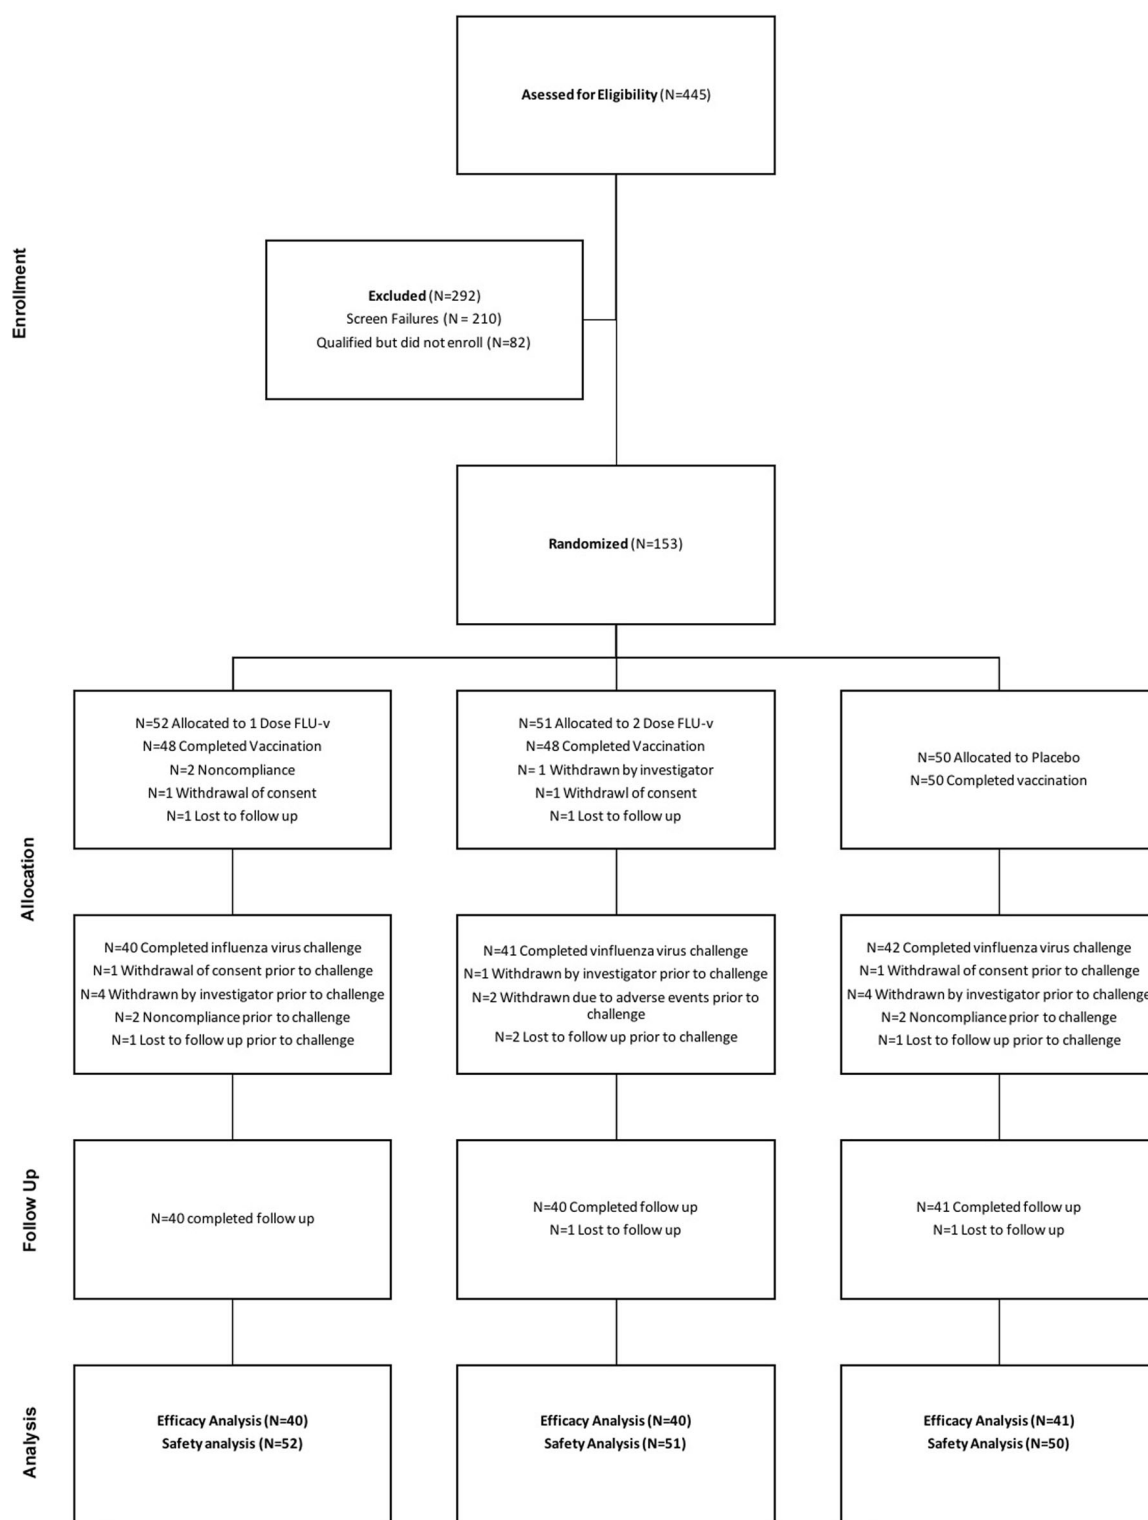 Asessed for Eligibility (N=445)
Enrollment
Excluded (N=292)
Screen Failures (N = 210)
Qualified but did not enroll (N=82)
Randomized (N=153)
Allocation
N=52 Allocated to 1 Dose FLU-v
N=48 Completed Vaccination
N=2 Noncompliance
N=1 Withdrawal of consent
N=1 Lost to follow up
N=51 Allocated to 2 Dose FLU-v
N=48 Completed Vaccination
N= 1 Withdrawn by investigator
N=1 Withdrawl of consent
N=1 Lost to follow up
N=50 Allocated to Placebo
N=50 Completed vaccination
N=40 Completed influenza virus challenge
N=1 Withdrawal of consent prior to challenge
N=4 Withdrawn by investigator prior to challenge
N=2 Noncompliance prior to challenge
N=1 Lost to follow up prior to challenge
N=41 Completed vinfluenza virus challenge
N=1 Withdrawn by investigator prior to challenge
N=2 Withdrawn due to adverse events prior to
challenge
N=2 Lost to follow up prior to challenge
N=42 Completed vinfluenza virus challenge
N=1 Withdrawal of consent prior to challenge
N=4 Withdrawn by investigator prior to challenge
N=2 Noncompliance prior to challenge
N=1 Lost to follow up prior to challenge
Follow Up
N=40 completed follow up
N=40 Completed follow up
N=1 Lost to follow up
N=41 Completed follow up
N=1 Lost to follow up
Analysis
Efficacy Analysis (N=40)
Safety analysis (N=52)
Efficacy Analysis (N=40)
Safety Analysis (N=51)
Efficacy Analysis (N=41)
Safety Analysis (N=50)